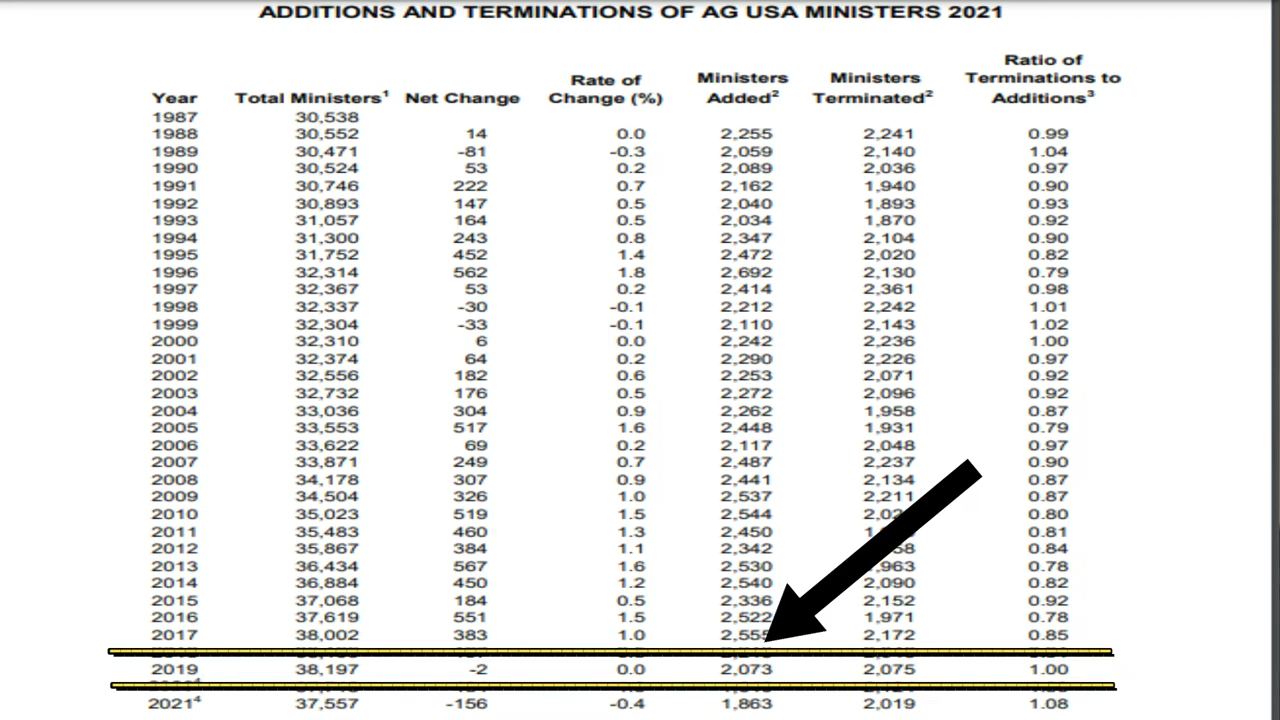 ADDITIONS AND TERMINATIONS OF AG USA MINISTERS 2021
Year Total Ministers¹ Net Change Rate of Change (%) Ministers Added² Ministers Terminated² Ratio of Terminations to Additions³
1987 30,538
1988 30,552 14 0.0 2,255 2,241 0.99
1989 30,471 -81 -0.3 2,059 2,140 1.04
1990 30,524 53 0.2 2,089 2,036 0.97
1991 30,746 222 0.7 2,162 1,940 0.90
1992 30,893 147 0.5 2,040 1,893 0.93
1993 31,057 164 0.5 2,034 1,870 0.92
1994 31,300 243 0.8 2,347 2,104 0.90
1995 31,752 452 1.4 2,472 2,020 0.82
1996 32,314 562 1.8 2,692 2,130 0.79
1997 32,367 53 0.2 2,414 2,361 0.98
1998 32,337 -30 -0.1 2,212 2,242 1.01
1999 32,304 -33 -0.1 2,110 2,143 1.02
2000 32,310 6 0.0 2,242 2,236 1.00
2001 32,374 64 0.2 2,290 2,226 0.97
2002 32,556 182 0.6 2,253 2,071 0.92
2003 32,732 176 0.5 2,272 2,096 0.92
2004 33,036 304 0.9 2,262 1,958 0.87
2005 33,553 517 1.6 2,448 1,931 0.79
2006 33,622 69 0.2 2,117 2,048 0.97
2007 33,871 249 0.7 2,487 2,237 0.90
2008 34,178 307 0.9 2,441 2,134 0.87
2009 34,504 326 1.0 2,537 2,211 0.87
2010 35,023 519 1.5 2,544 0.80
2011 35,483 460 1.3 2,450 0.81
2012 35,867 384 1.1 2,342 0.84
2013 36,434 567 1.6 2,530 0.78
2014 36,884 450 1.2 2,540 2,090 0.82
2015 37,068 184 0.5 2,336 2,152 0.92
2016 37,619 551 1.5 2,522 1,971 0.78
2017 38,002 383 1.0 2,555 2,172 0.85
2019 38,197 -2 0.0 2,073 2,075 1.00
2021⁴ 37,557 -156 -0.4 1,863 2,019 1.08